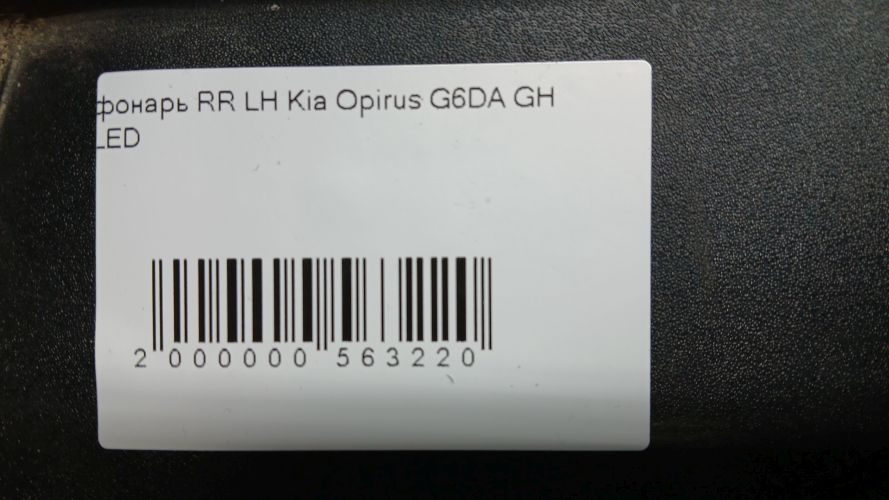 фонарь RR LH Kia Opirus G6DA GH
LED
2 000000 563220